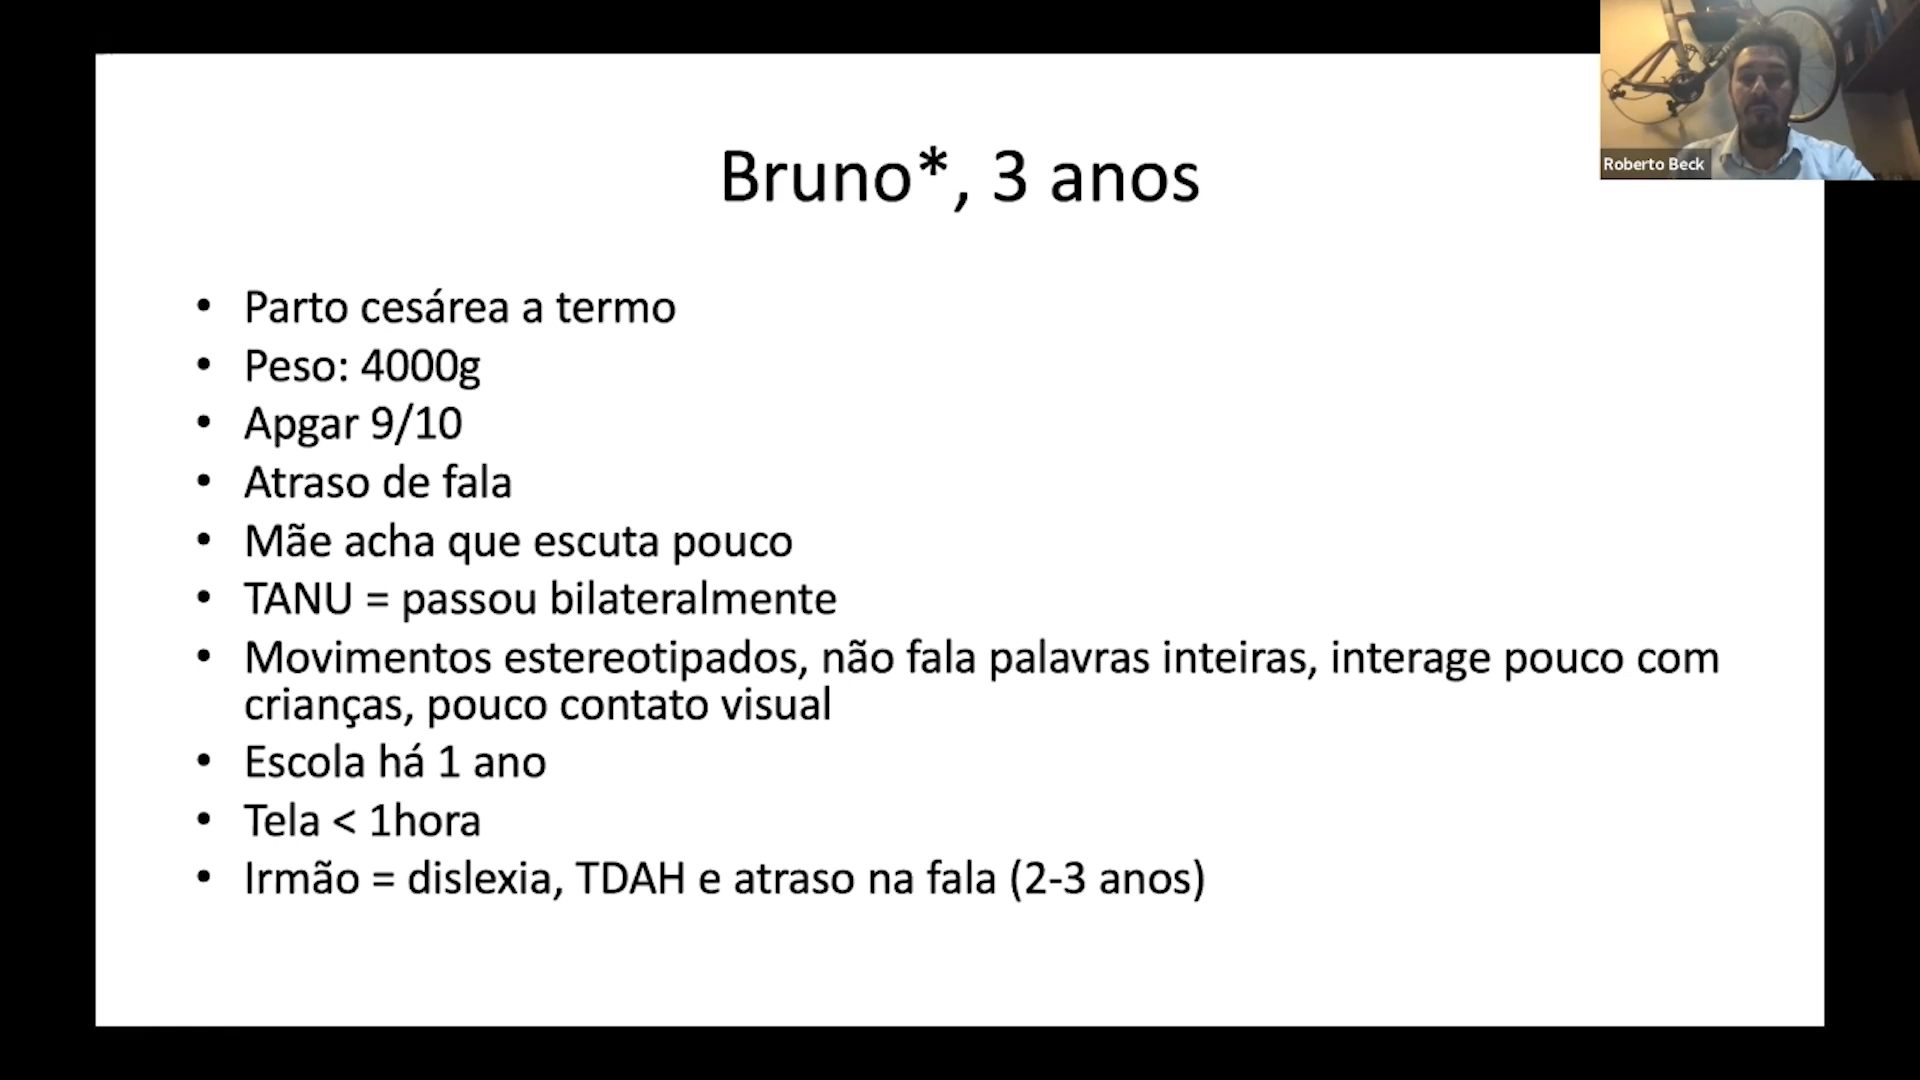 Roberto Beck
Bruno*, 3 anos
• Parto cesárea a termo
• Peso: 4000g
• Apgar 9/10
• Atraso de fala
• Mãe acha que escuta pouco
• TANU = passou bilateralmente
• Movimentos estereotipados, não fala palavras inteiras, interage pouco com
crianças, pouco contato visual
• Escola há 1 ano
• Tela < 1hora
• Irmão = dislexia, TDAH e atraso na fala (2-3 anos)